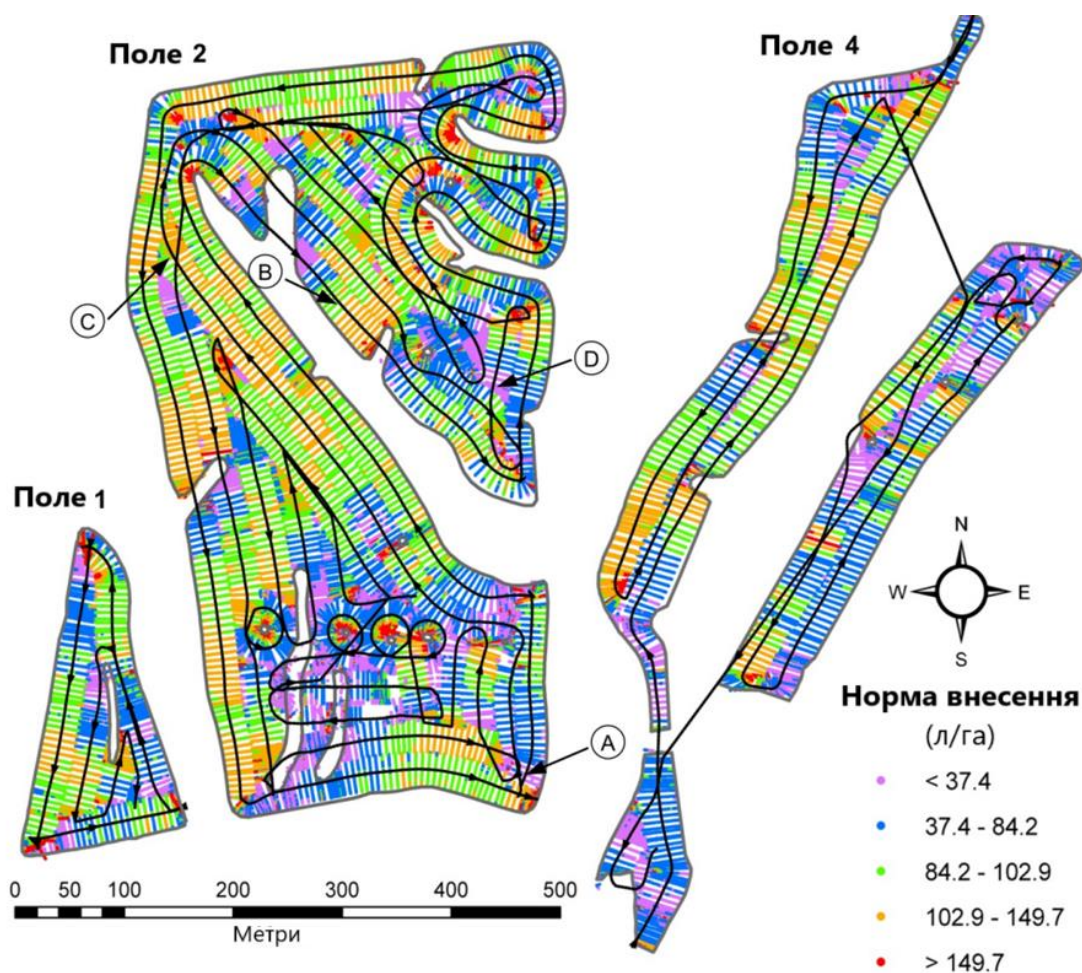 Поле 2
Поле 4
B
C
D
Поле 1
N
W
E
S
A
0 50 100 200 300 400 500
Метри
Норма внесення
(л/га)
< 37.4
37.4 - 84.2
84.2 - 102.9
102.9 - 149.7
> 149.7